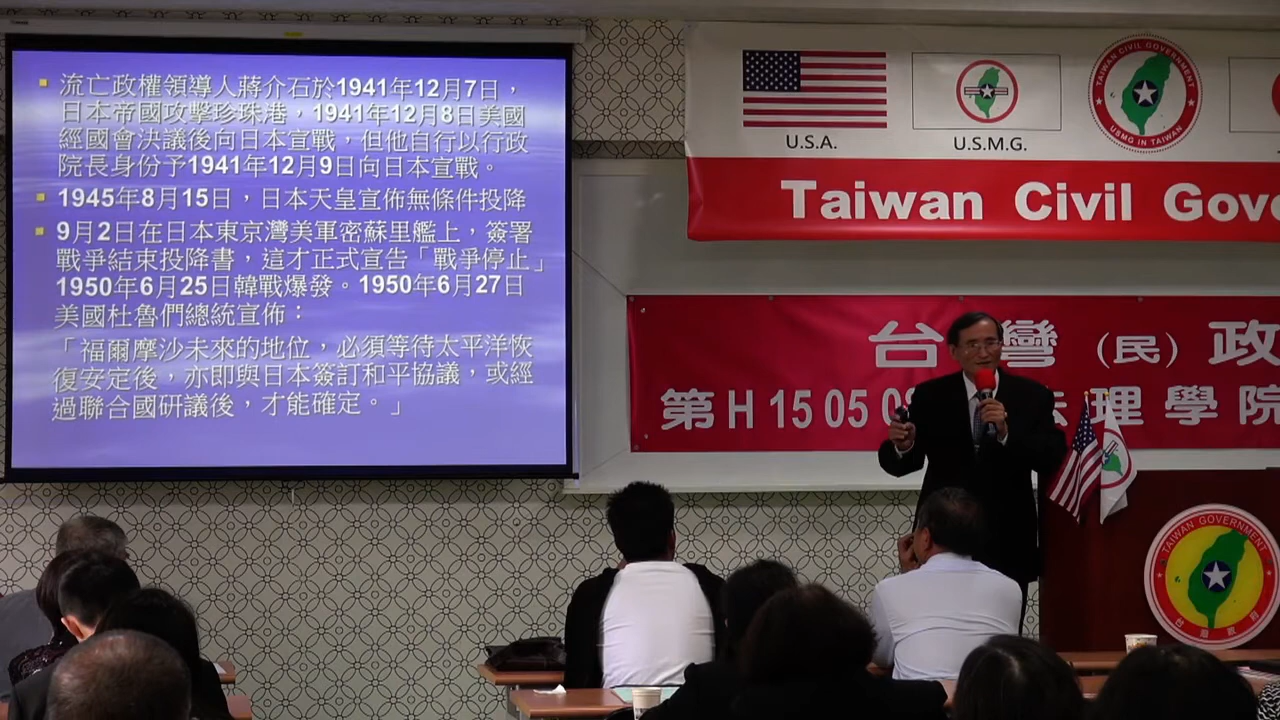 流亡政權領導人蔣介石於1941年12月7日，
日本帝國攻擊珍珠港，1941年12月8日美國
經國會決議後向日本宣戰，但他自行以行政
院長身份予1941年12月9日向日本宣戰。
1945年8月15日，日本天皇宣佈無條件投降
9月2日在日本東京灣美軍密蘇里艦上，簽署
戰爭結束投降書，這才正式宣告「戰爭停止」
1950年6月25日韓戰爆發。1950年6月27日
美國杜魯們總統宣佈：
「福爾摩沙未來的地位，必須等待太平洋恢
復安定後，亦即與日本簽訂和平協議，或經
過聯合國研議後，才能確定。」
U.S.A.
U.S.M.G.
TAIWAN CIVIL GOVERNMENT
USMG IN TAIWAN
Taiwan Civil Gove
台灣（民）政
第H 15 05 0
法理學院
TAIWAN GOVERNMENT
台灣政府